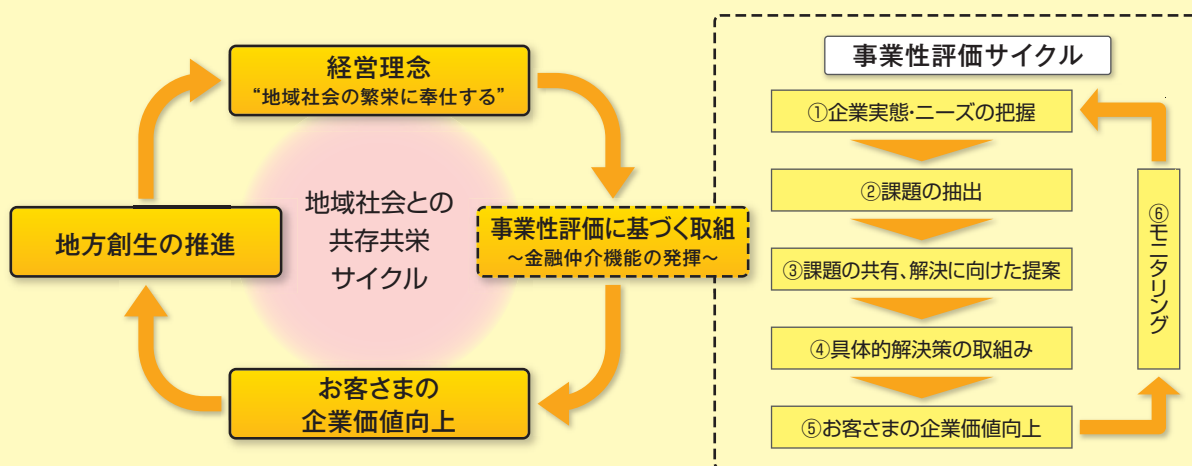 経営理念
“地域社会の繁栄に奉仕する”
地域社会との
共存共栄
サイクル
事業性評価に基づく取組
～金融仲介機能の発揮～
お客さまの
企業価値向上
地方創生の推進
事業性評価サイクル
①企業実態・ニーズの把握
②課題の抽出
③課題の共有、解決に向けた提案
④具体的解決策の取組み
⑤お客さまの企業価値向上
⑥モニタリング